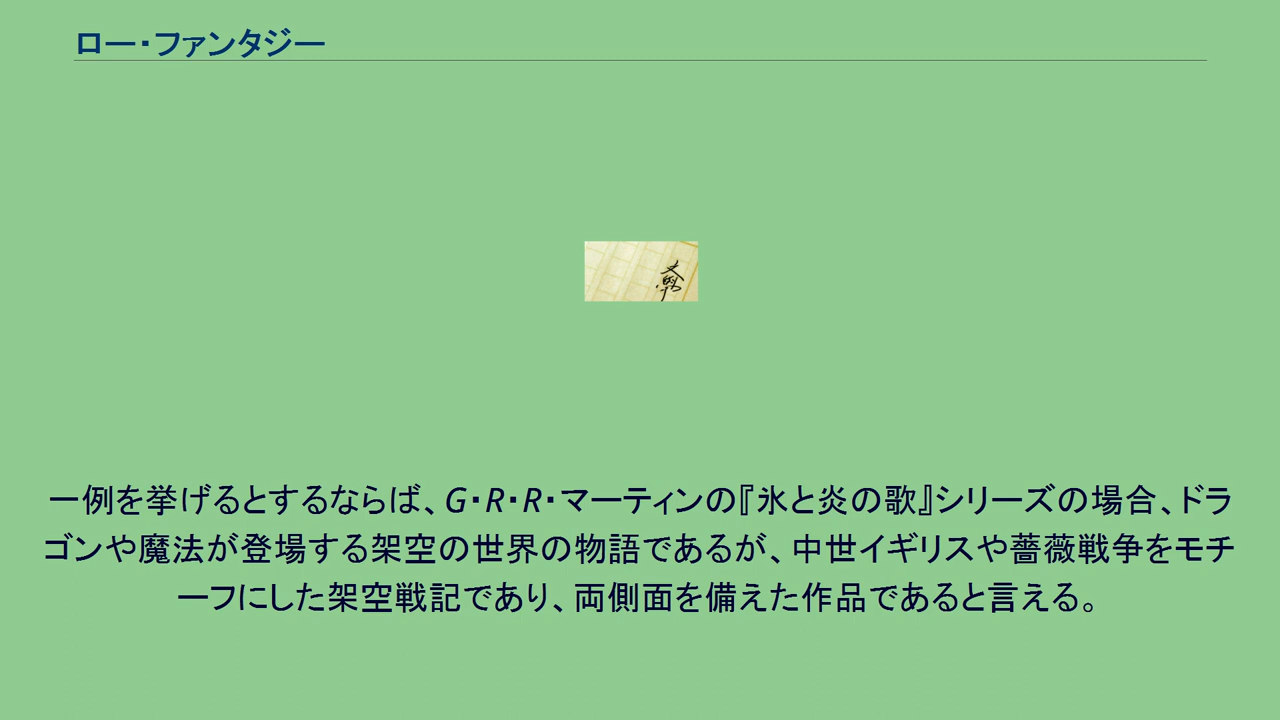 ロー・ファンタジー
一例を挙げるとするならば、G・R・R・マーティンの『氷と炎の歌』シリーズの場合、ドラ
ゴンや魔法が登場する架空の世界の物語であるが、中世イギリスや薔薇戦争をモチ
ーフにした架空戦記であり、両側面を備えた作品であると言える。